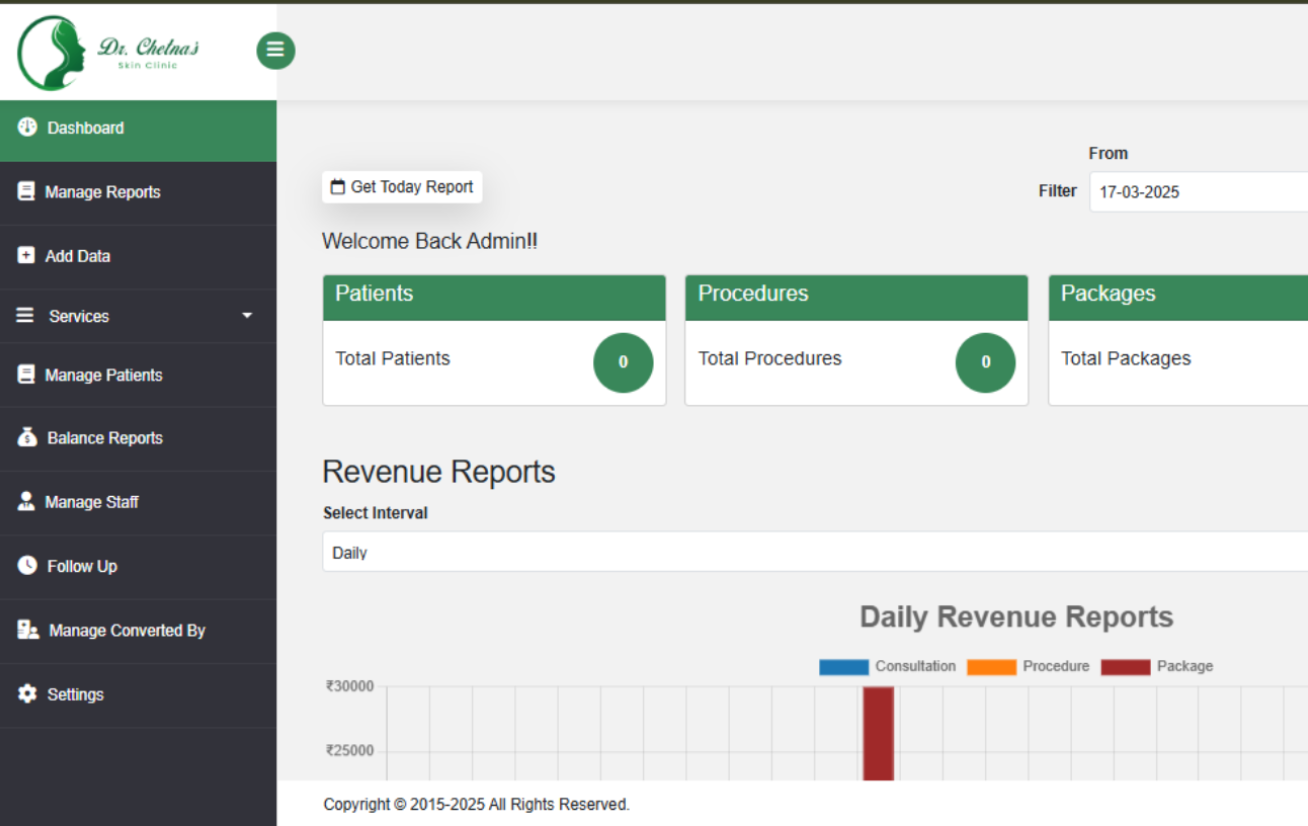 Dr. Chetna's
Skin Clinic
Dashboard
Manage Reports
Add Data
Services
Manage Patients
Balance Reports
Manage Staff
Follow Up
Manage Converted By
Settings
Get Today Report
From
Filter 17-03-2025
Welcome Back Admin!!
Patients
Total Patients 0
Procedures
Total Procedures 0
Packages
Total Packages
Revenue Reports
Select Interval
Daily
Daily Revenue Reports
Consultation Procedure Package
₹30000
₹25000
Copyright © 2015-2025 All Rights Reserved.